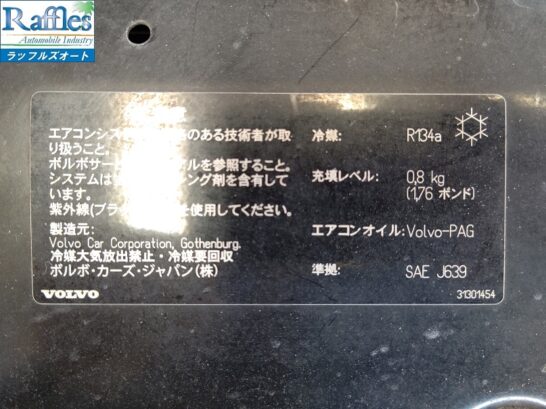 Raffles
Automobile Industry
ラッフルズオート
エアコンシス のある技術者が取
り扱うこと。
ボルボサー ルを参照すること。
システムは ング剤を含有して
います。
紫外線(ブラ 使用してください。
製造元:
Volvo Car Corporation, Gothenburg.
冷媒大気放出禁止・冷媒要回収
ボルボ・カーズ・ジャパン(株)
VOLVO
冷媒: R134a
充填レベル: 0,8 kg
(1,76 ポンド)
エアコンオイル: Volvo-PAG
準拠: SAE J639
31301454